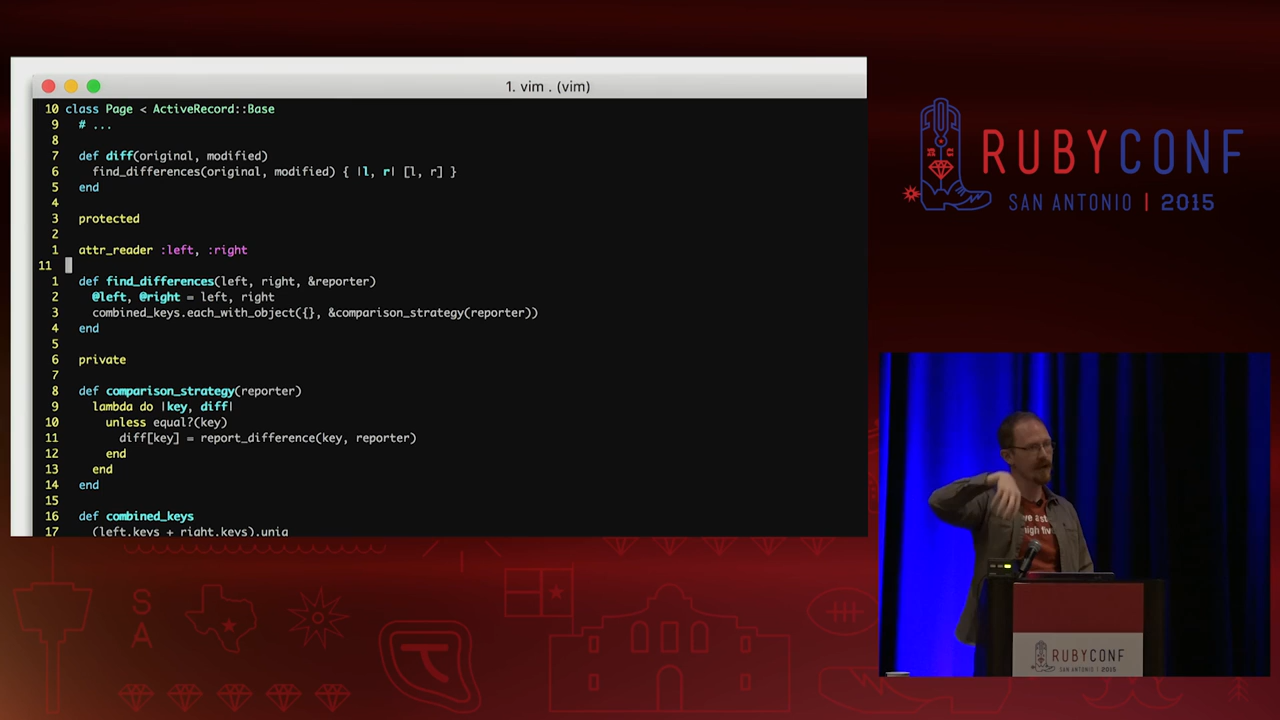 1. vim . (vim)
10 class Page < ActiveRecord::Base
9 # ...
8
7 def diff(original, modified)
6 find_differences(original, modified) { |l, r| [l, r] }
5 end
4
3 protected
2
1 attr_reader :left, :right
11
1 def find_differences(left, right, &reporter)
2 @left, @right = left, right
3 combined_keys.each_with_object({}, &comparison_strategy(reporter))
4 end
5
6 private
7
8 def comparison_strategy(reporter)
9 lambda do |key, diff|
10 unless equal?(key)
11 diff[key] = report_difference(key, reporter)
12 end
13 end
14 end
15
16 def combined_keys
17 (left.keys + right.keys).uniq
RUBYCONF
SAN ANTONIO | 2015
S
A
high five
RUBYCONF
SAN ANTONIO | 2015